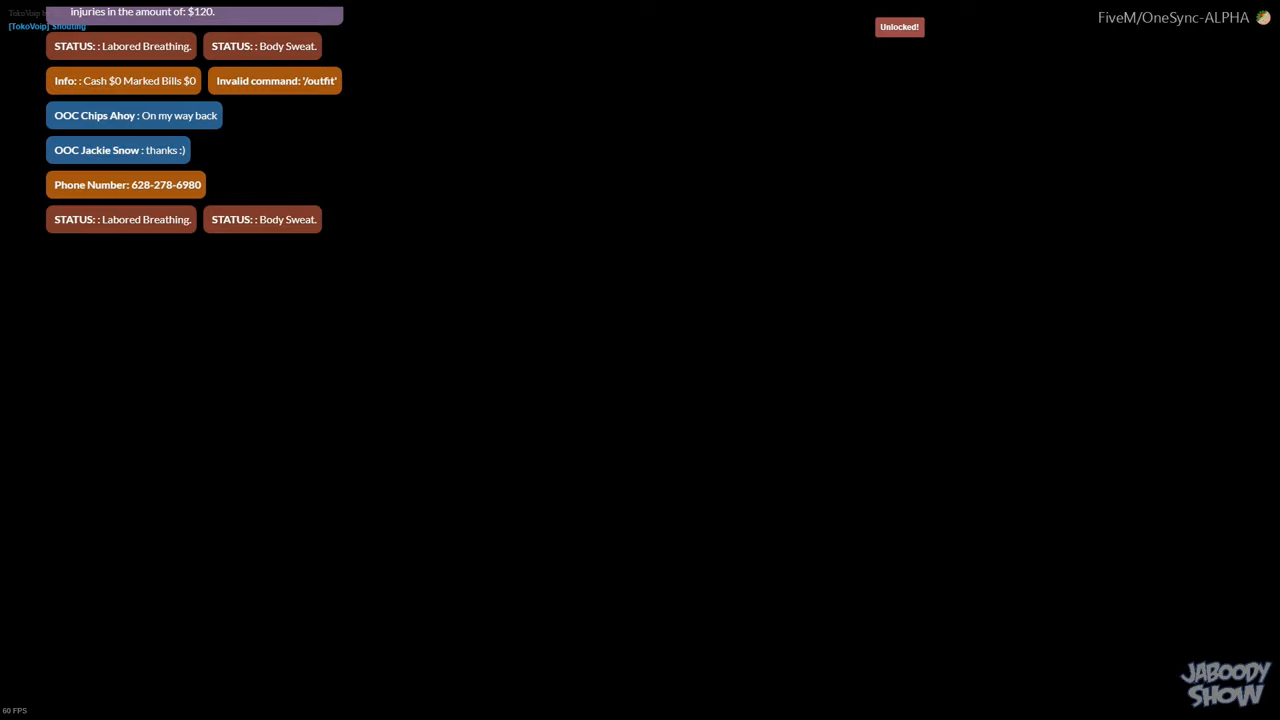 injuries in the amount of: $120.
TokoVoip
[TokoVoip] Shouting
Unlocked!
FiveM/OneSync-ALPHA
STATUS: : Labored Breathing. STATUS: : Body Sweat.
Info: : Cash $0 Marked Bills $0 Invalid command: '/outfit'
OOC Chips Ahoy : On my way back
OOC Jackie Snow : thanks :)
Phone Number: 628-278-6980
STATUS: : Labored Breathing. STATUS: : Body Sweat.
JABOODY
SHOW
60 FPS